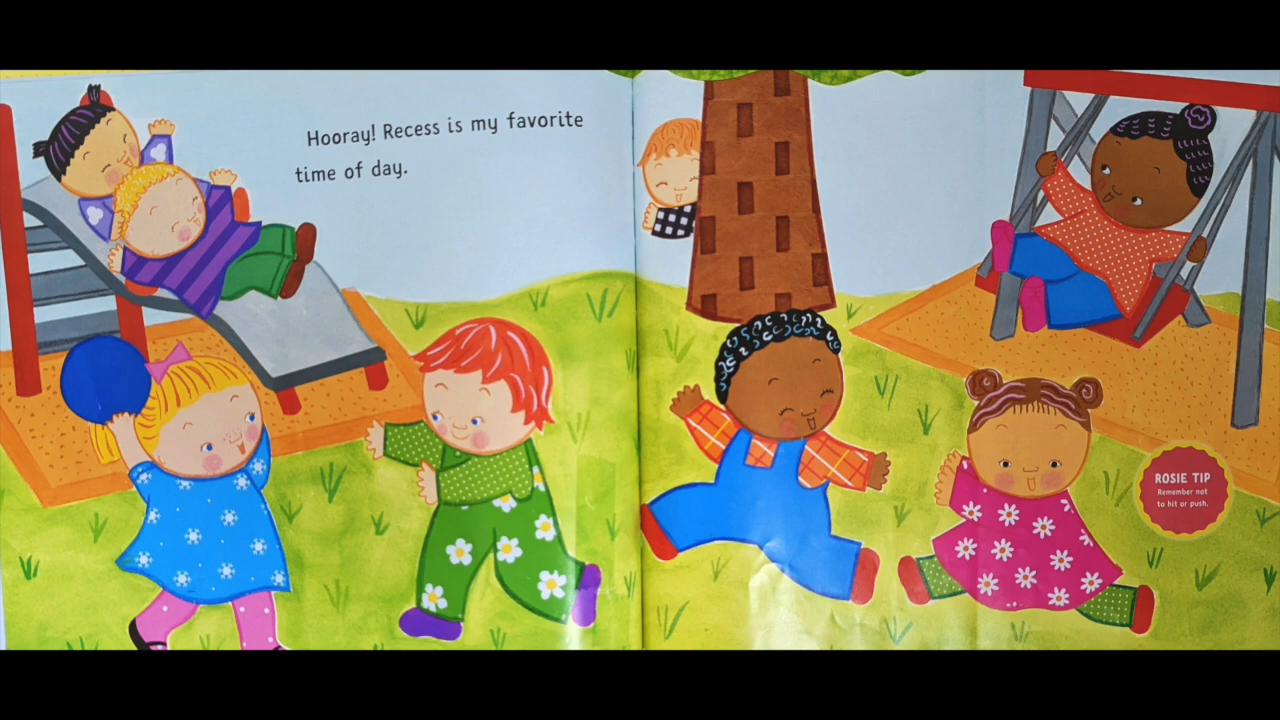 Hooray! Recess is my favorite
time of day.
ROSIE TIP
Remember not
to hit or push.